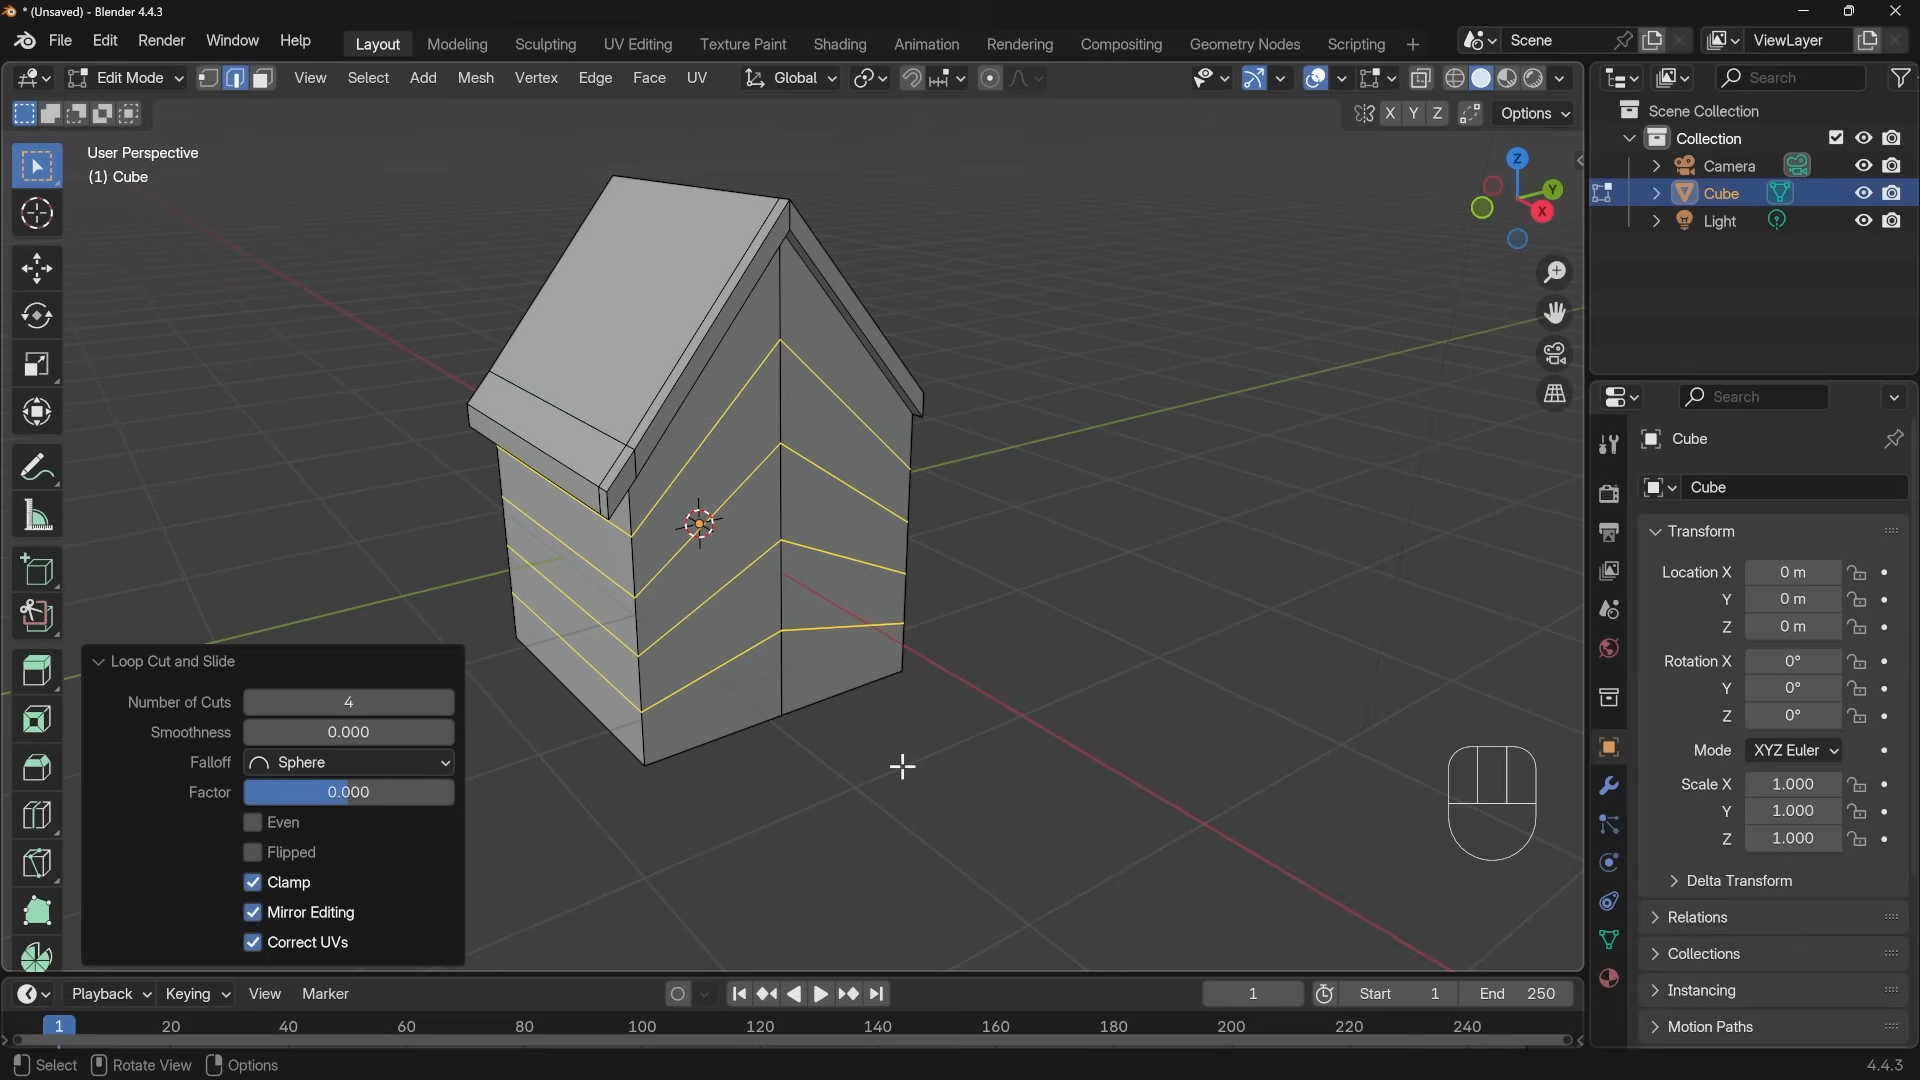 * (Unsaved) - Blender 4.4.3
File Edit Render Window Help
Layout Modeling Sculpting UV Editing Texture Paint Shading Animation Rendering Compositing Geometry Nodes Scripting +
Scene
ViewLayer
Edit Mode View Select Add Mesh Vertex Edge Face UV
Global
Search
X Y Z Options
User Perspective
(1) Cube
Z
Y
X
Scene Collection
Collection
Camera
Cube
Light
Search
Cube
Cube
Transform
Location X 0 m
Y 0 m
Z 0 m
Rotation X 0°
Y 0°
Z 0°
Mode XYZ Euler
Scale X 1.000
Y 1.000
Z 1.000
Delta Transform
Relations
Collections
Instancing
Motion Paths
Loop Cut and Slide
Number of Cuts 4
Smoothness 0.000
Falloff Sphere
Factor 0.000
Even
Flipped
Clamp
Mirror Editing
Correct UVs
Playback Keying View Marker
1
Start 1
End 250
1 20 40 60 80 100 120 140 160 180 200 220 240
Select Rotate View Options
4.4.3